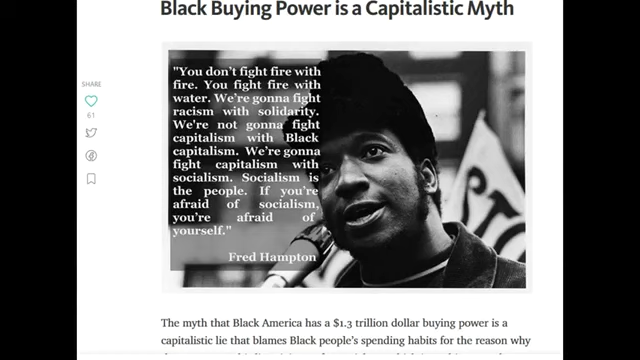 Black Buying Power is a Capitalistic Myth
"You don't fight fire with
fire. You fight fire with
water. We're gonna fight
racism with solidarity.
We're not gonna fight
capitalism with Black
capitalism. We're gonna
fight capitalism with
socialism. Socialism is
the people. If you're
afraid of socialism,
you're afraid of
yourself."
Fred Hampton
SHARE
61
The myth that Black America has a $1.3 trillion dollar buying power is a
capitalistic lie that blames Black people's spending habits for the reason why